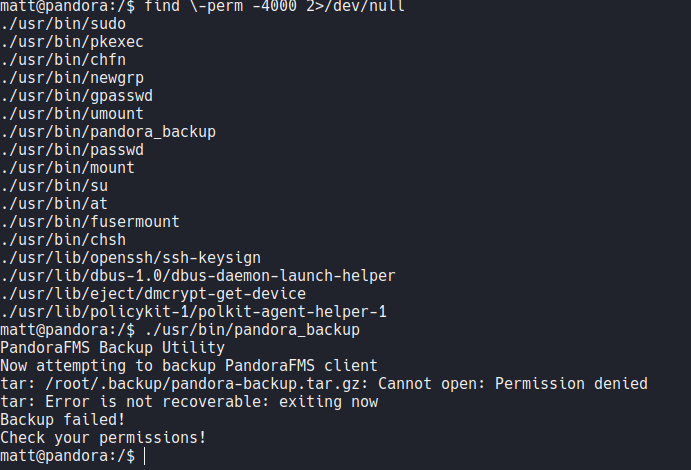 matt@pandora:/$ find \-perm -4000 2>/dev/null
./usr/bin/sudo
./usr/bin/pkexec
./usr/bin/chfn
./usr/bin/newgrp
./usr/bin/gpasswd
./usr/bin/umount
./usr/bin/pandora_backup
./usr/bin/passwd
./usr/bin/mount
./usr/bin/su
./usr/bin/at
./usr/bin/fusermount
./usr/bin/chsh
./usr/lib/openssh/ssh-keysign
./usr/lib/dbus-1.0/dbus-daemon-launch-helper
./usr/lib/eject/dmcrypt-get-device
./usr/lib/policykit-1/polkit-agent-helper-1
matt@pandora:/$ ./usr/bin/pandora_backup
PandoraFMS Backup Utility
Now attempting to backup PandoraFMS client
tar: /root/.backup/pandora-backup.tar.gz: Cannot open: Permission denied
tar: Error is not recoverable: exiting now
Backup failed!
Check your permissions!
matt@pandora:/$